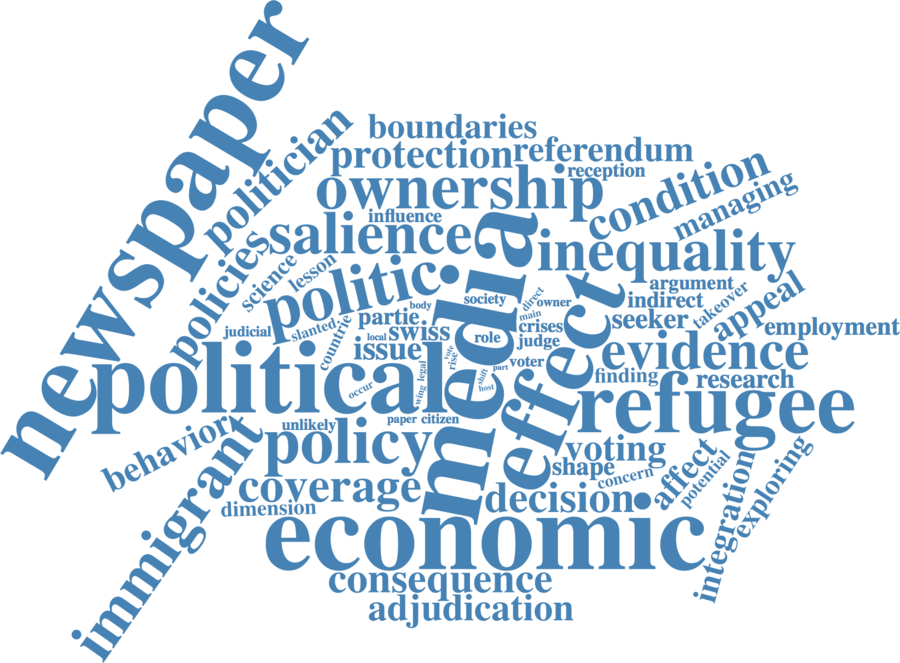 newspaper
politician
boundaries
protection
referendum
reception
ownership
condition
managing
policies
influence
salience
media
inequality
science
lesson
politic
argument
society
direct
owner
indirect
takeover
appeal
effect
body
partie
main
crises
seeker
employment
judicial
slanted
countrie
local
swiss
role
judge
issue
evidence
vote
rise
voter
part
political
legal
wing
shift
host
finding
research
occur
refugee
paper
citizen
unlikely
behavior
immigrant
policy
voting
shape
concern
affect
potential
integration
exploring
coverage
dimension
decision
economic
consequence
adjudication